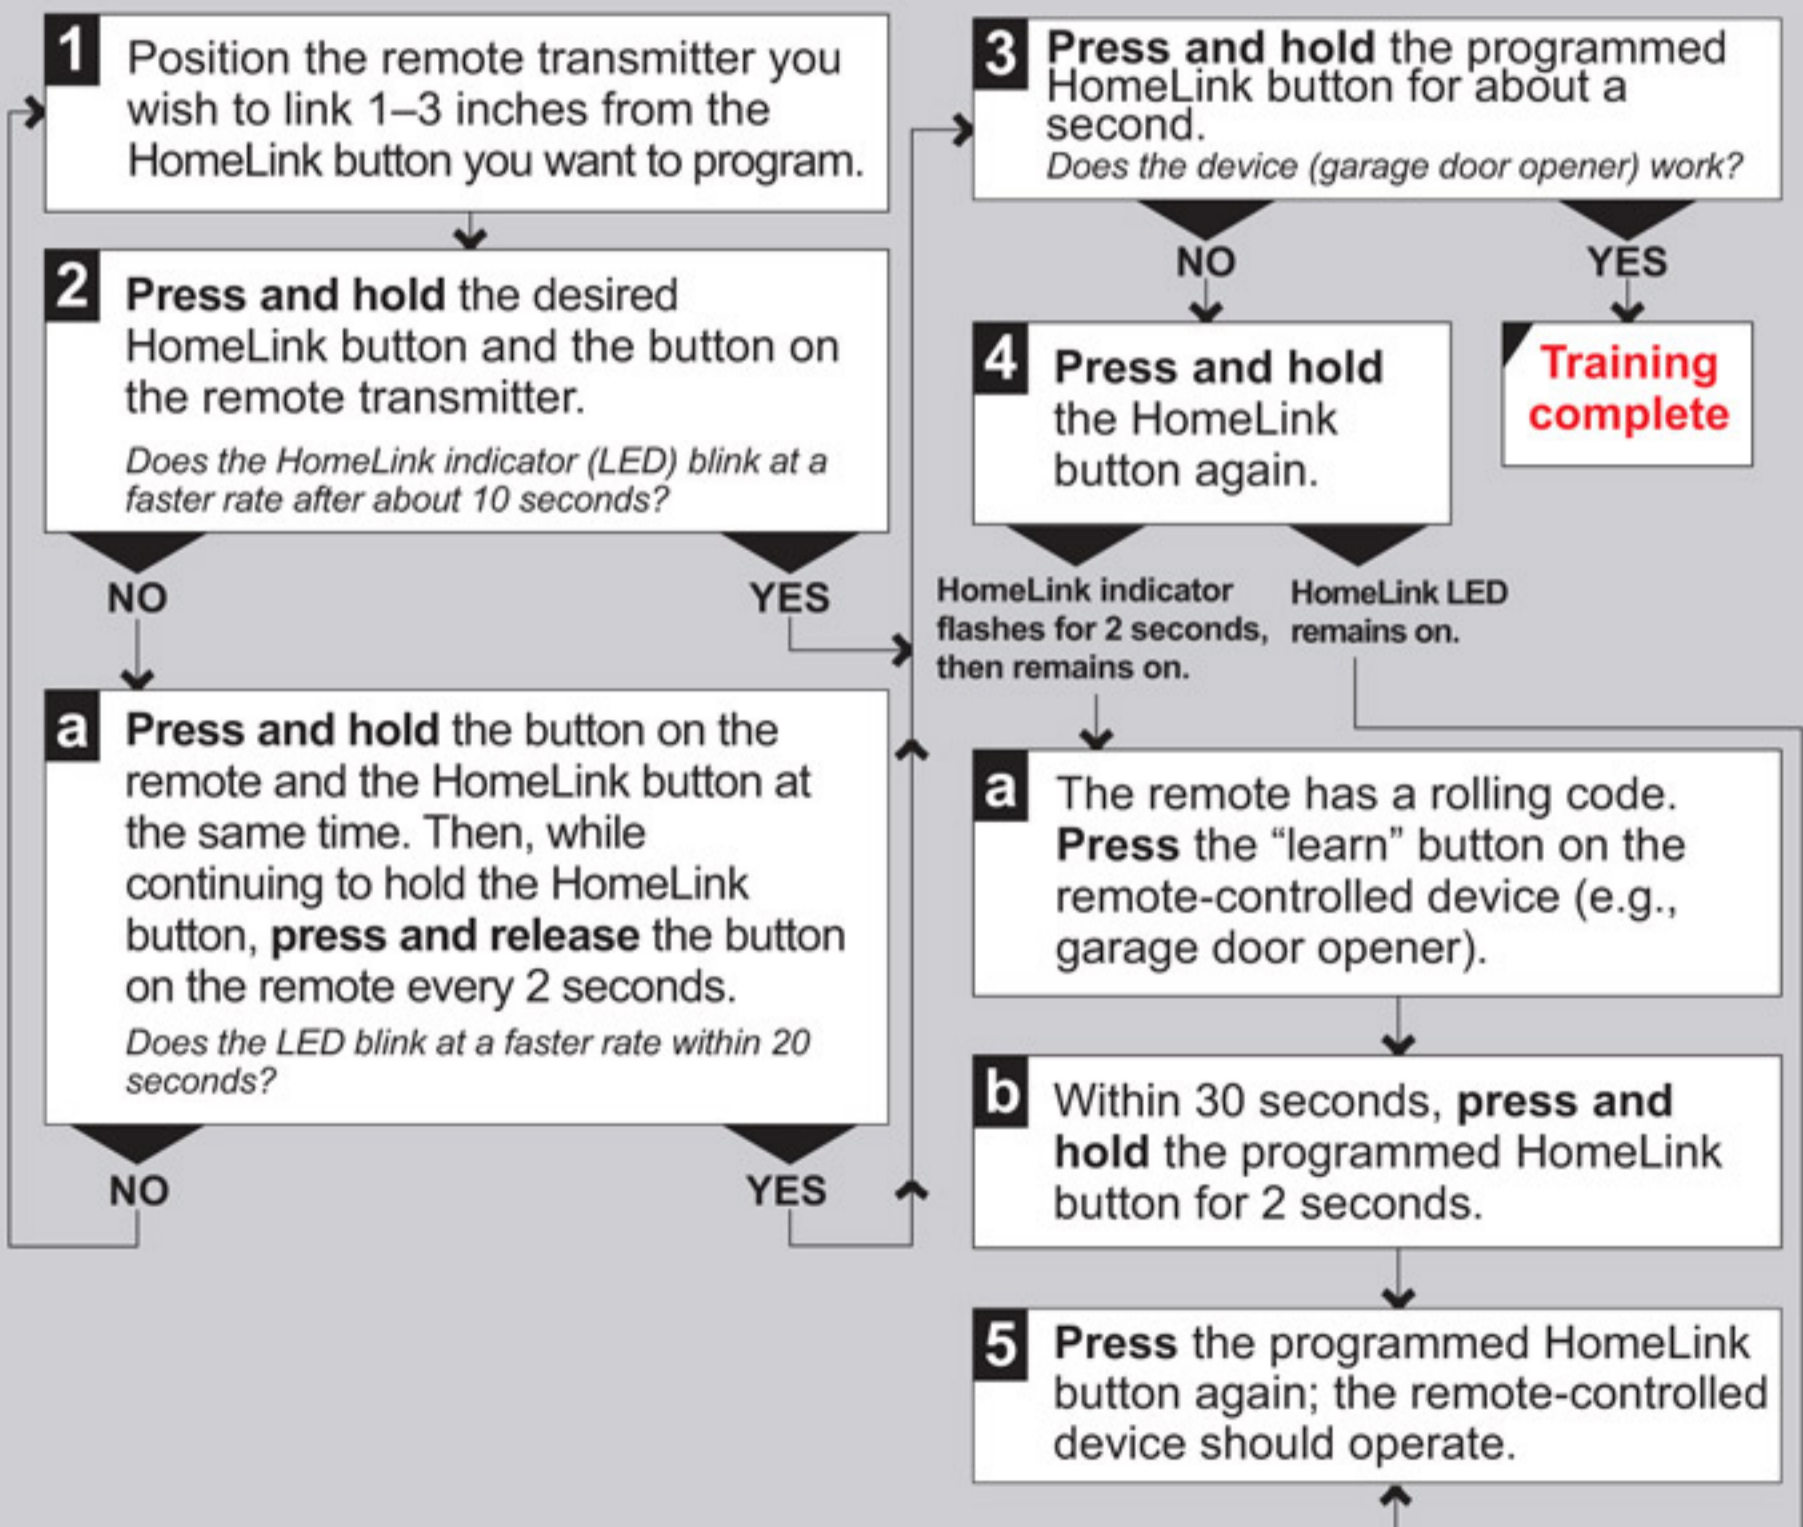 1
Position the remote transmitter you
wish to link 1–3 inches from the
HomeLink button you want to program.
2
Press and hold the desired
HomeLink button and the button on
the remote transmitter.
Does the HomeLink indicator (LED) blink at a
faster rate after about 10 seconds?
NO
YES
a
Press and hold the button on the
remote and the HomeLink button at
the same time. Then, while
continuing to hold the HomeLink
button, press and release the button
on the remote every 2 seconds.
Does the LED blink at a faster rate within 20
seconds?
NO
YES
3
Press and hold the programmed
HomeLink button for about a
second.
Does the device (garage door opener) work?
NO
YES
4
Press and hold
the HomeLink
button again.
Training
complete
HomeLink indicator
flashes for 2 seconds,
then remains on.
HomeLink LED
remains on.
a
The remote has a rolling code.
Press the “learn” button on the
remote-controlled device (e.g.,
garage door opener).
b
Within 30 seconds, press and
hold the programmed HomeLink
button for 2 seconds.
5
Press the programmed HomeLink
button again; the remote-controlled
device should operate.